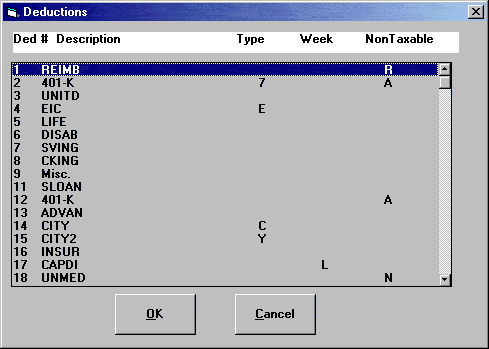 Deductions
Ded # Description Type Week NonTaxable
1 REIMB R
2 401-K 7 A
3 UNITD
4 EIC E
5 LIFE
6 DISAB
7 SVING
8 CKING
9 Misc.
11 SLOAN
12 401-K A
13 ADVAN
14 CITY C
15 CITY2 Y
16 INSUR
17 CAPDI L
18 UNMED N
OK Cancel